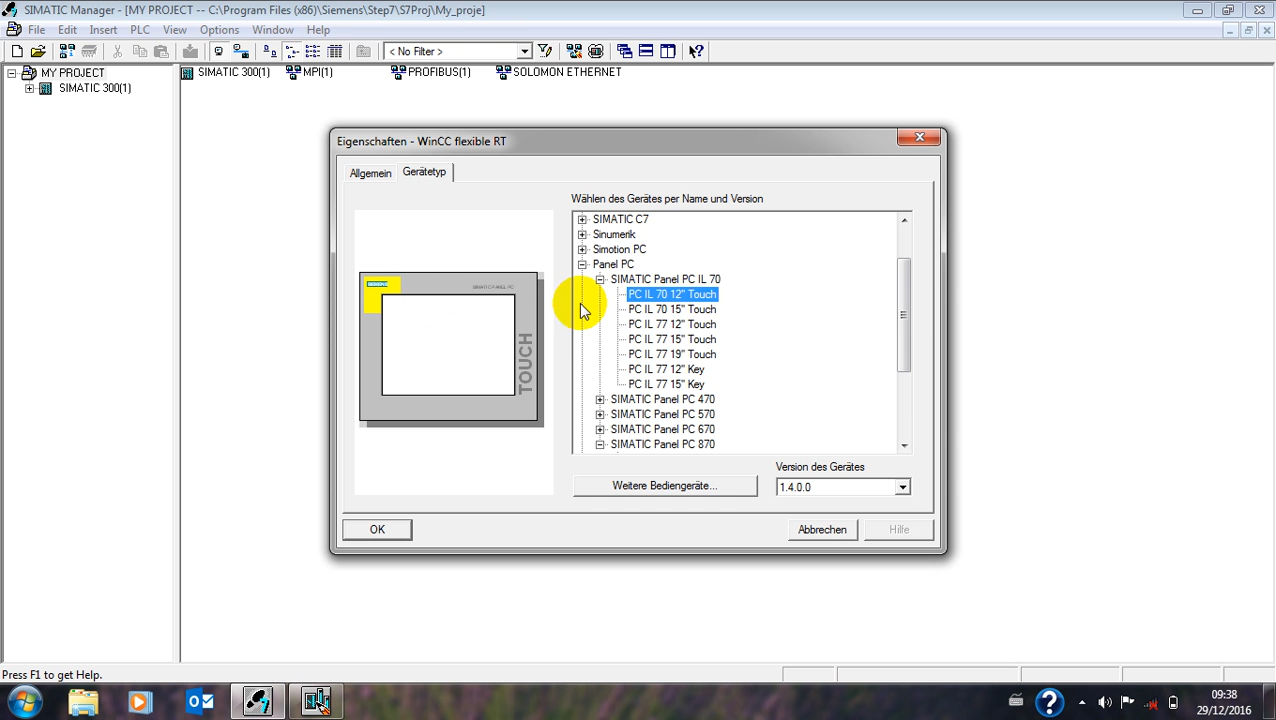 SIMATIC Manager - [MY PROJECT -- C:\Program Files (x86)\Siemens\Step7\S7Proj\My_proje]
File Edit Insert PLC View Options Window Help
< No Filter >
MY PROJECT
SIMATIC 300(1)
SIMATIC 300(1) MPI(1) PROFIBUS(1) SOLOMON ETHERNET
Eigenschaften - WinCC flexible RT
Allgemein Gerätetyp
Wählen des Gerätes per Name und Version
SIMATIC C7
Sinumerik
Simotion PC
Panel PC
SIMATIC Panel PC IL 70
PC IL 70 12" Touch
PC IL 70 15" Touch
PC IL 77 12" Touch
PC IL 77 15" Touch
PC IL 77 19" Touch
PC IL 77 12" Key
PC IL 77 15" Key
SIMATIC Panel PC 470
SIMATIC Panel PC 570
SIMATIC Panel PC 670
SIMATIC Panel PC 870
SIEMENS
SIMATIC PANEL PC
TOUCH
Version des Gerätes
Weitere Bediengeräte...
1.4.0.0
OK Abbrechen Hilfe
Press F1 to get Help.
09:38
29/12/2016